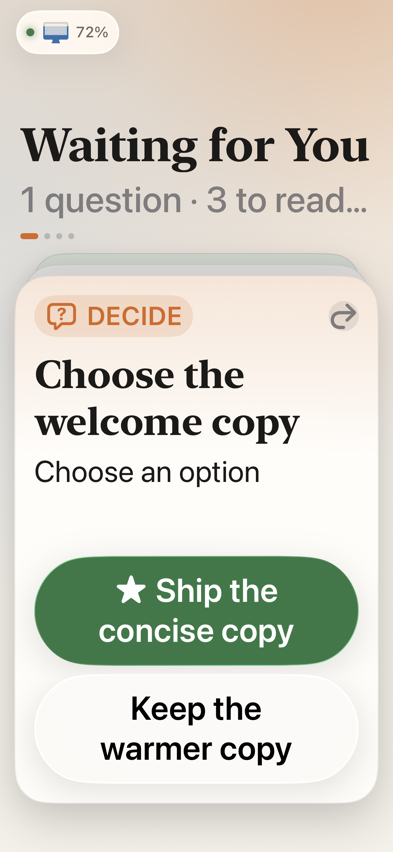 72%
Waiting for You
1 question · 3 to read...
DECIDE
Choose the
welcome copy
Choose an option
★ Ship the
concise copy
Keep the
warmer copy